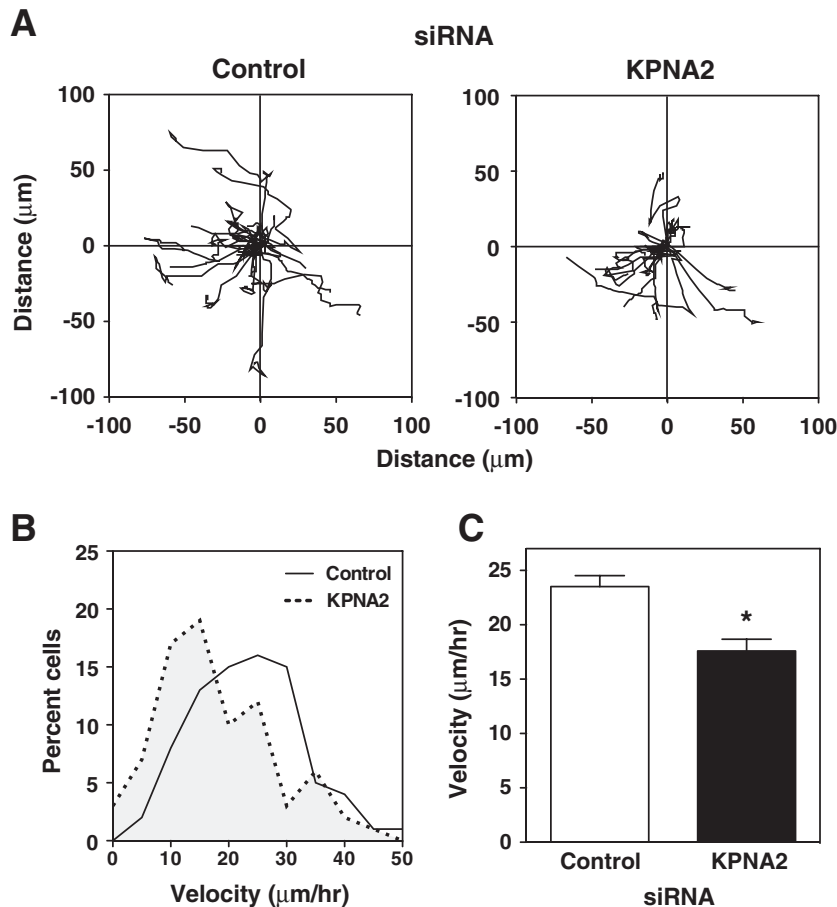 A
siRNA
Control
KPNA2
100
50
0
-50
-100
Distance (μm)
-100 -50 0 50 100
100
50
0
-50
-100
-100 -50 0 50 100
Distance (μm)
B
25
20
15
10
5
0
Percent cells
Control
KPNA2
0 10 20 30 40 50
Velocity (μm/hr)
C
25
20
15
10
5
0
Velocity (μm/hr)
*
Control KPNA2
siRNA